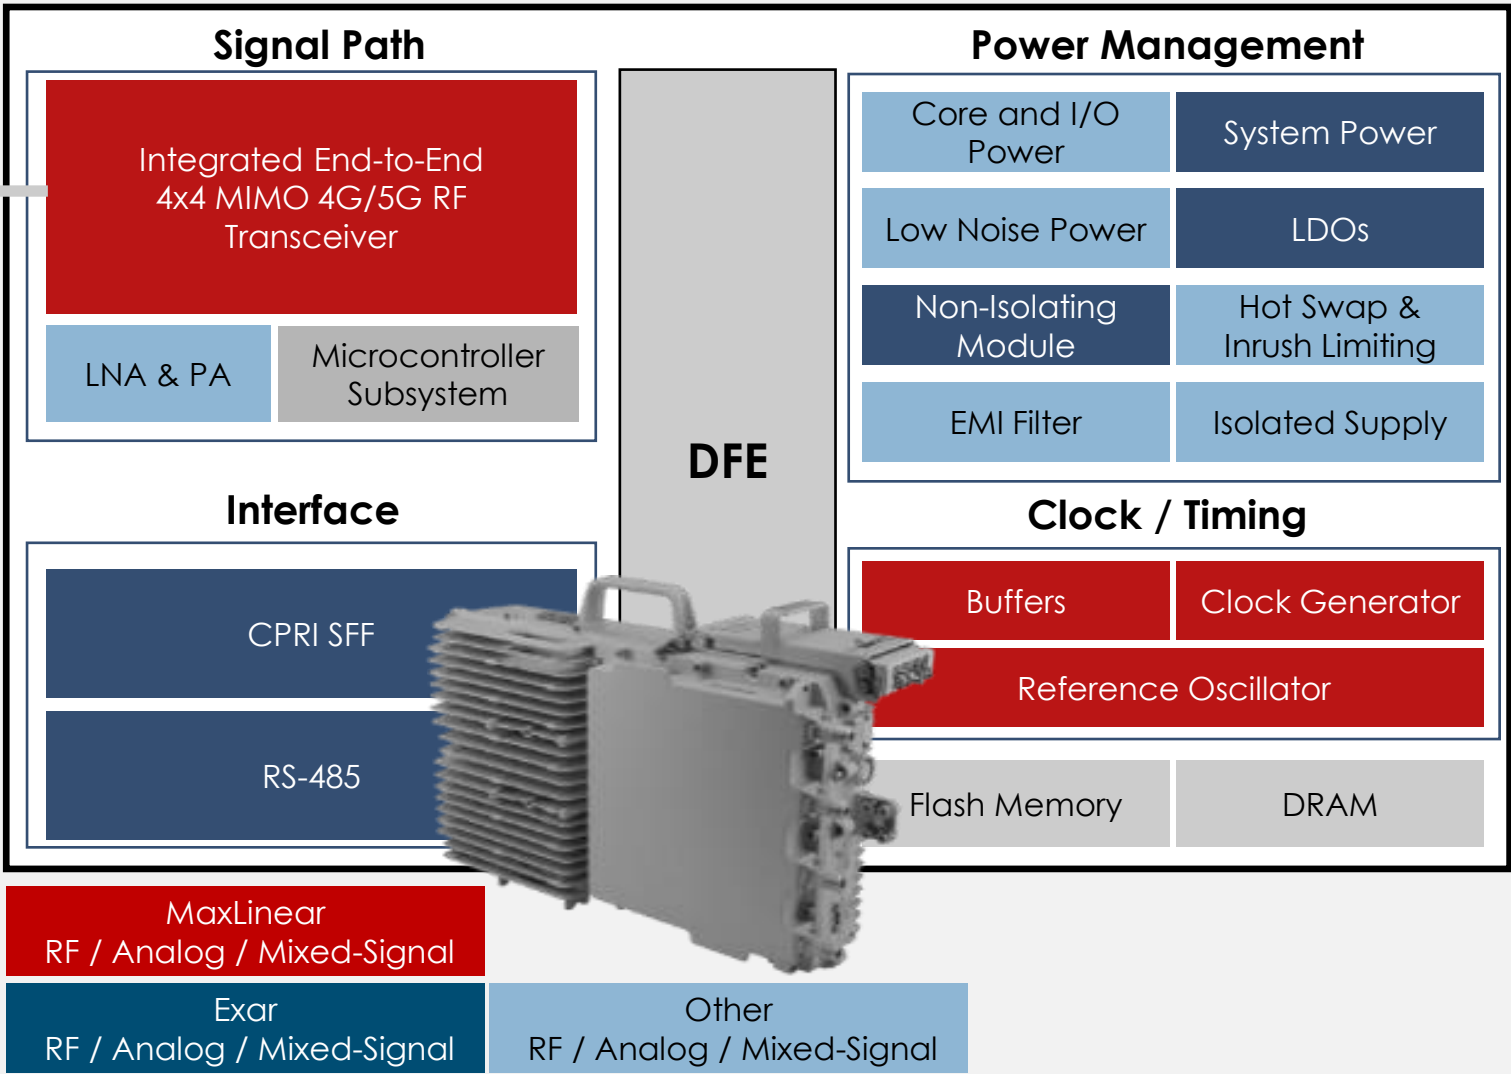 Signal Path
Integrated End-to-End
4x4 MIMO 4G/5G RF
Transceiver
LNA & PA
Microcontroller
Subsystem
Interface
CPRI SFF
RS-485
DFE
Power Management
Core and I/O
Power
System Power
Low Noise Power
LDOs
Non-Isolating
Module
Hot Swap &
Inrush Limiting
EMI Filter
Isolated Supply
Clock / Timing
Buffers
Clock Generator
Reference Oscillator
Flash Memory
DRAM
MaxLinear
RF / Analog / Mixed-Signal
Exar
RF / Analog / Mixed-Signal
Other
RF / Analog / Mixed-Signal